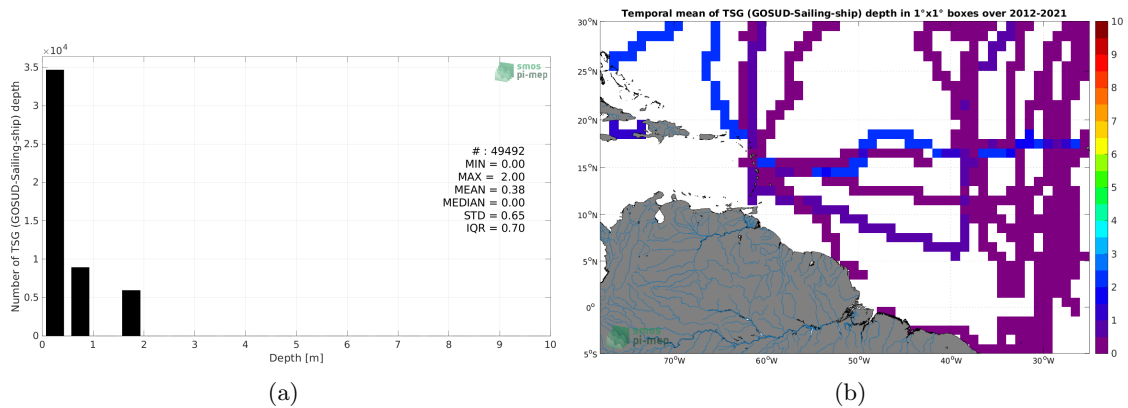 ×10⁴
3.5
3
2.5
2
1.5
1
0.5
0
Number of TSG (GOSUD-Sailing-ship) depth
smos
pi-mep
# : 49492
MIN = 0.00
MAX = 2.00
MEAN = 0.38
MEDIAN = 0.00
STD = 0.65
IQR = 0.70
0 1 2 3 4 5 6 7 8 9 10
Depth [m]
(a)
Temporal mean of TSG (GOSUD-Sailing-ship) depth in 1°x1° boxes over 2012-2021
30°N
25°N
20°N
15°N
10°N
5°N
0°
5°S
70°W 60°W 50°W 40°W 30°W
smos
pi-mep
10
9
8
7
6
5
4
3
2
1
0
(b)